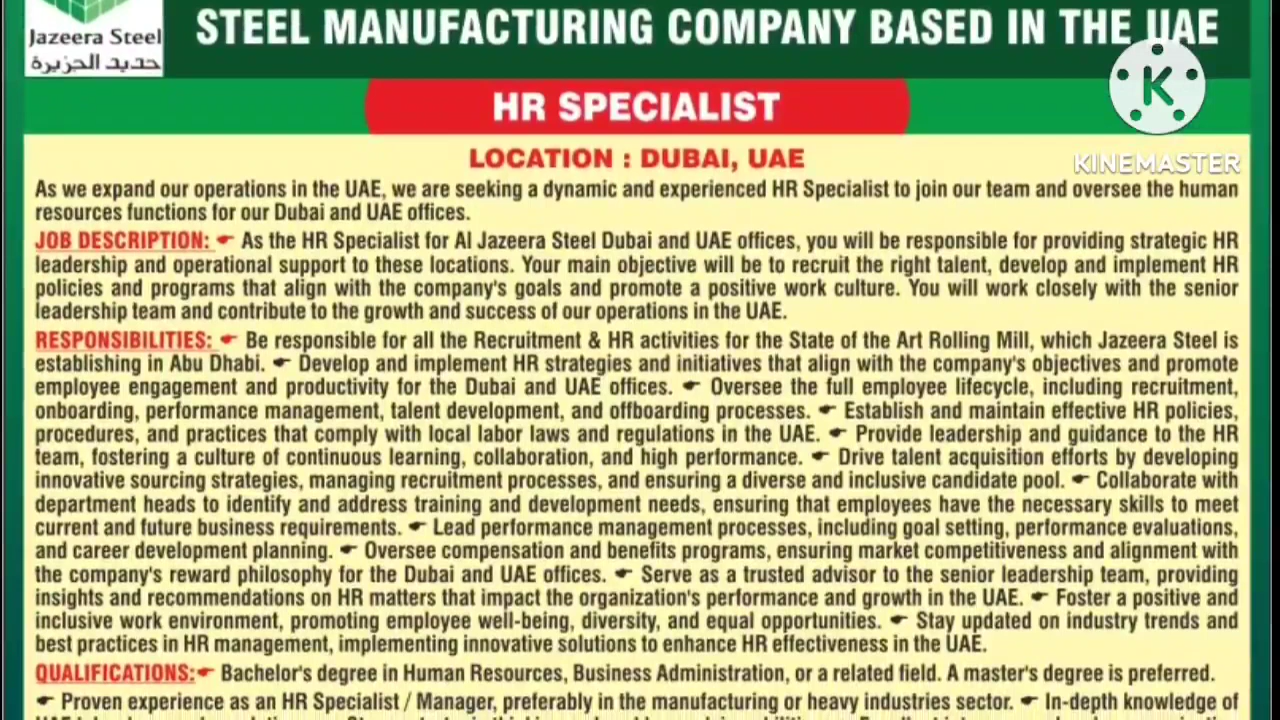 Jazeera Steel
حديد الجزيرة
STEEL MANUFACTURING COMPANY BASED IN THE UAE
K
KINEMASTER
HR SPECIALIST
LOCATION : DUBAI, UAE
As we expand our operations in the UAE, we are seeking a dynamic and experienced HR Specialist to join our team and oversee the human
resources functions for our Dubai and UAE offices.
JOB DESCRIPTION: ☛ As the HR Specialist for Al Jazeera Steel Dubai and UAE offices, you will be responsible for providing strategic HR
leadership and operational support to these locations. Your main objective will be to recruit the right talent, develop and implement HR
policies and programs that align with the company's goals and promote a positive work culture. You will work closely with the senior
leadership team and contribute to the growth and success of our operations in the UAE.
RESPONSIBILITIES: ☛ Be responsible for all the Recruitment & HR activities for the State of the Art Rolling Mill, which Jazeera Steel is
establishing in Abu Dhabi. ☛ Develop and implement HR strategies and initiatives that align with the company's objectives and promote
employee engagement and productivity for the Dubai and UAE offices. ☛ Oversee the full employee lifecycle, including recruitment,
onboarding, performance management, talent development, and offboarding processes. ☛ Establish and maintain effective HR policies,
procedures, and practices that comply with local labor laws and regulations in the UAE. ☛ Provide leadership and guidance to the HR
team, fostering a culture of continuous learning, collaboration, and high performance. ☛ Drive talent acquisition efforts by developing
innovative sourcing strategies, managing recruitment processes, and ensuring a diverse and inclusive candidate pool. ☛ Collaborate with
department heads to identify and address training and development needs, ensuring that employees have the necessary skills to meet
current and future business requirements. ☛ Lead performance management processes, including goal setting, performance evaluations,
and career development planning. ☛ Oversee compensation and benefits programs, ensuring market competitiveness and alignment with
the company's reward philosophy for the Dubai and UAE offices. ☛ Serve as a trusted advisor to the senior leadership team, providing
insights and recommendations on HR matters that impact the organization's performance and growth in the UAE. ☛ Foster a positive and
inclusive work environment, promoting employee well-being, diversity, and equal opportunities. ☛ Stay updated on industry trends and
best practices in HR management, implementing innovative solutions to enhance HR effectiveness in the UAE.
QUALIFICATIONS:☛ Bachelor's degree in Human Resources, Business Administration, or a related field. A master's degree is preferred.
☛ Proven experience as an HR Specialist / Manager, preferably in the manufacturing or heavy industries sector. ☛ In-depth knowledge of